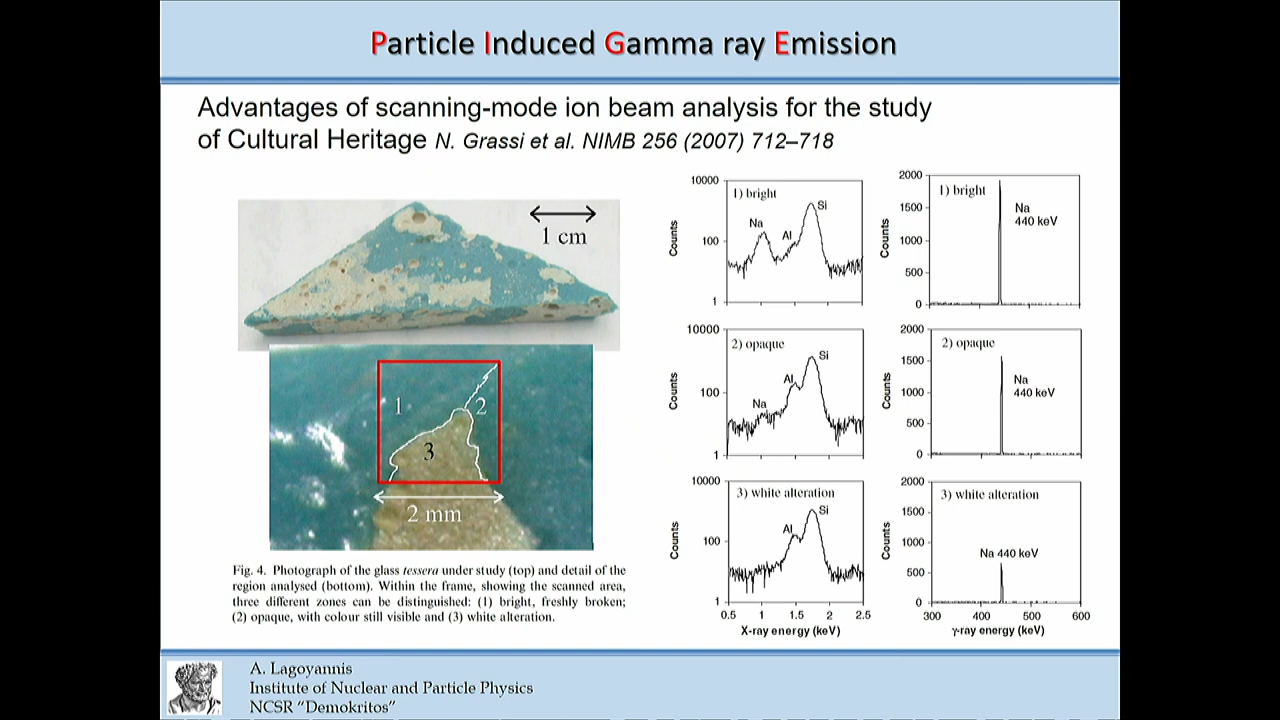 Particle Induced Gamma ray Emission
Advantages of scanning-mode ion beam analysis for the study
of Cultural Heritage N. Grassi et al. NIMB 256 (2007) 712–718
1 cm
1
2
3
2 mm
Fig. 4. Photograph of the glass tessera under study (top) and detail of the
region analysed (bottom). Within the frame, showing the scanned area,
three different zones can be distinguished: (1) bright, freshly broken;
(2) opaque, with colour still visible and (3) white alteration.
10000
100
1
Counts
1) bright
Na
Al
Si
2000
1500
1000
500
0
Counts
1) bright
Na
440 keV
10000
100
1
Counts
2) opaque
Na
Al
Si
2000
1500
1000
500
0
Counts
2) opaque
Na
440 keV
10000
100
1
Counts
3) white alteration
Al
Si
0.5 1 1.5 2 2.5
X-ray energy (keV)
2000
1500
1000
500
0
Counts
3) white alteration
Na 440 keV
300 400 500 600
γ-ray energy (keV)
A. Lagoyannis
Institute of Nuclear and Particle Physics
NCSR “Demokritos”